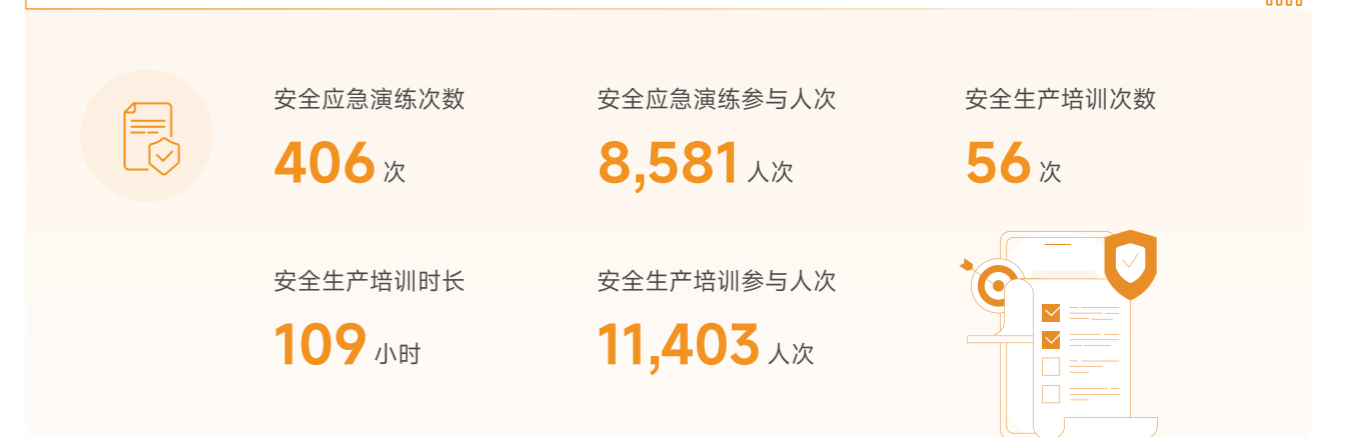 安全应急演练次数
406 次
安全应急演练参与人次
8,581 人次
安全生产培训次数
56 次
安全生产培训时长
109 小时
安全生产培训参与人次
11,403 人次